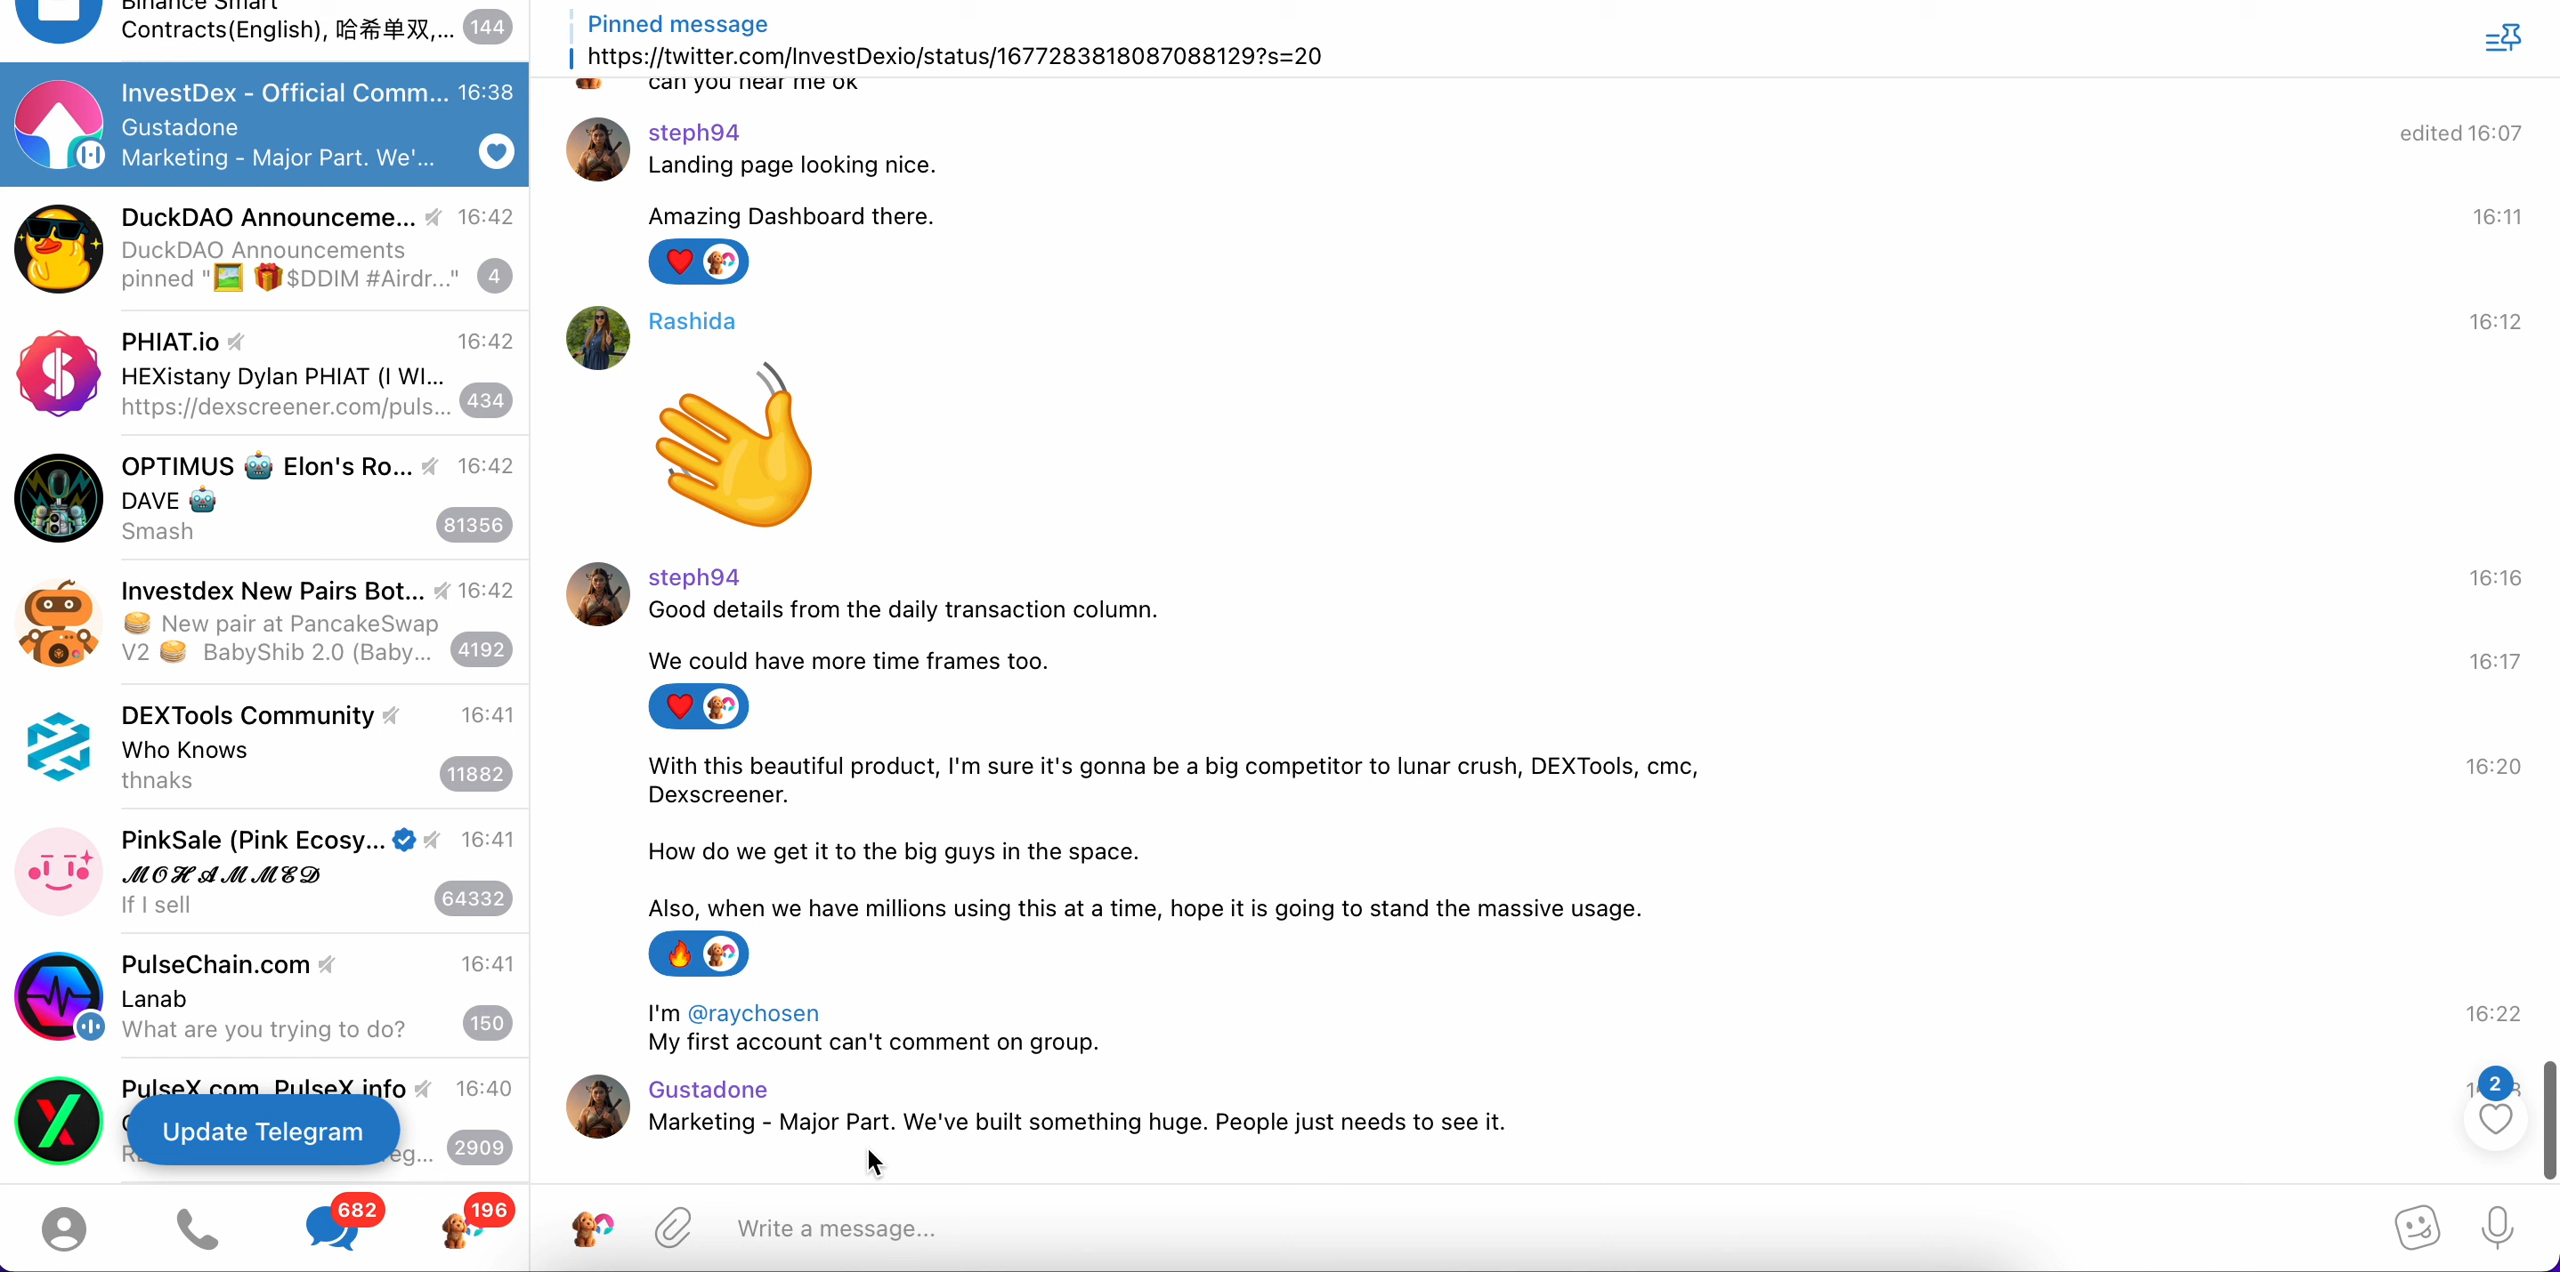 Binance Smart
Contracts(English), 哈希单双,...
144
InvestDex - Official Comm...
16:38
Gustadone
Marketing - Major Part. We'...
DuckDAO Announceme...
16:42
DuckDAO Announcements
pinned "🖼️ 🎁$DDIM #Airdr..."
4
PHIAT.io
16:42
HEXistany Dylan PHIAT (I WI...
https://dexscreener.com/puls...
434
OPTIMUS 🤖 Elon's Ro...
16:42
DAVE 🤖
Smash
81356
Investdex New Pairs Bot...
16:42
🥞 New pair at PancakeSwap
V2 🥞 BabyShib 2.0 (Baby...
4192
DEXTools Community
16:41
Who Knows
thnaks
11882
PinkSale (Pink Ecosy...
16:41
ℳ𝒪ℋ𝒜ℳℳℰ𝒟
If I sell
64332
PulseChain.com
16:41
Lanab
What are you trying to do?
150
PulseX.com, PulseX.info
16:40
Update Telegram
eg...
2909
682
196
Pinned message
https://twitter.com/InvestDexio/status/1677283818087088129?s=20
can you hear me ok
steph94
edited 16:07
Landing page looking nice.
Amazing Dashboard there.
16:11
Rashida
16:12
steph94
16:16
Good details from the daily transaction column.
We could have more time frames too.
16:17
With this beautiful product, I'm sure it's gonna be a big competitor to lunar crush, DEXTools, cmc,
16:20
Dexscreener.
How do we get it to the big guys in the space.
Also, when we have millions using this at a time, hope it is going to stand the massive usage.
I'm @raychosen
16:22
My first account can't comment on group.
Gustadone
2
Marketing - Major Part. We've built something huge. People just needs to see it.
Write a message...